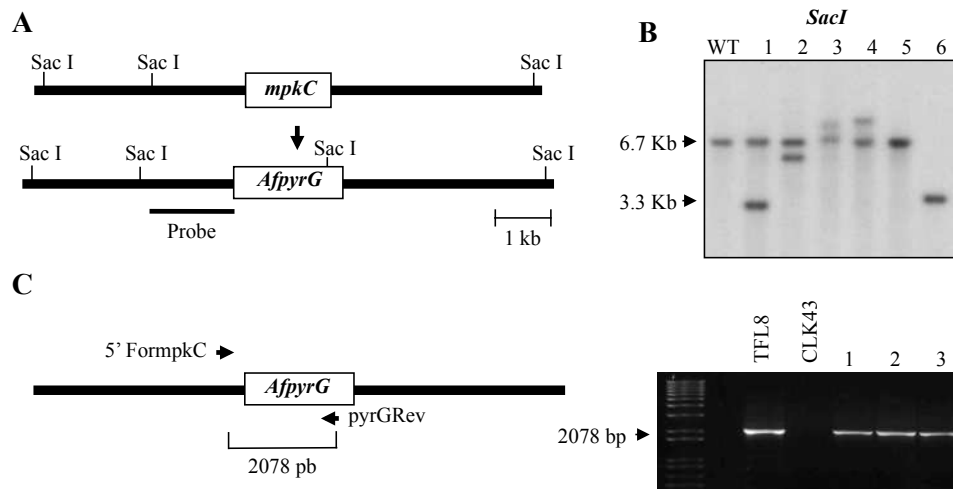 A
Sac I Sac I Sac I
mpkC
Sac I Sac I Sac I Sac I
AfpyrG
Probe
1 kb
B
SacI
WT 1 2 3 4 5 6
6.7 Kb
3.3 Kb
C
5’ FormpkC
AfpyrG
pyrGRev
2078 pb
TFL8 CLK43 1 2 3
2078 bp